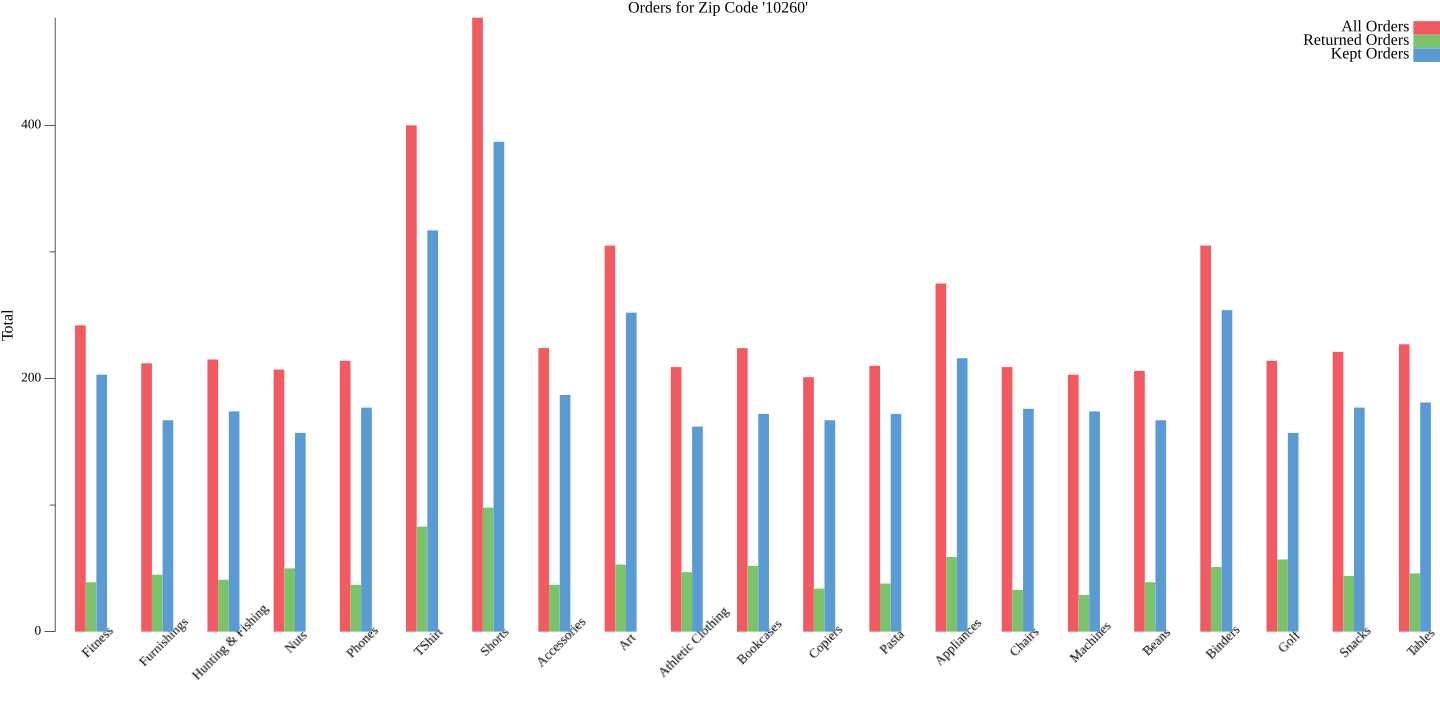 Orders for Zip Code '10260'
All Orders
Returned Orders
Kept Orders
Total
400
200
0
Fitness
Furnishings
Hunting & Fishing
Nuts
Phones
TShirt
Shorts
Accessories
Art
Athletic Clothing
Bookcases
Copiers
Pasta
Appliances
Chairs
Machines
Beans
Binders
Golf
Snacks
Tables